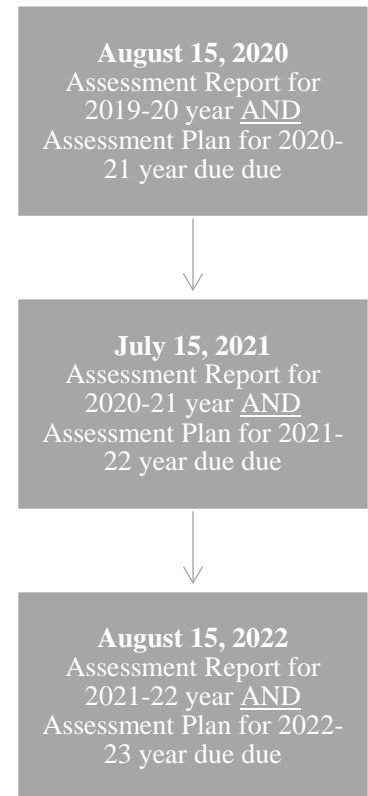 August 15, 2020
Assessment Report for
2019-20 year AND
Assessment Plan for 2020-
21 year due due
July 15, 2021
Assessment Report for
2020-21 year AND
Assessment Plan for 2021-
22 year due due
August 15, 2022
Assessment Report for
2021-22 year AND
Assessment Plan for 2022-
23 year due due